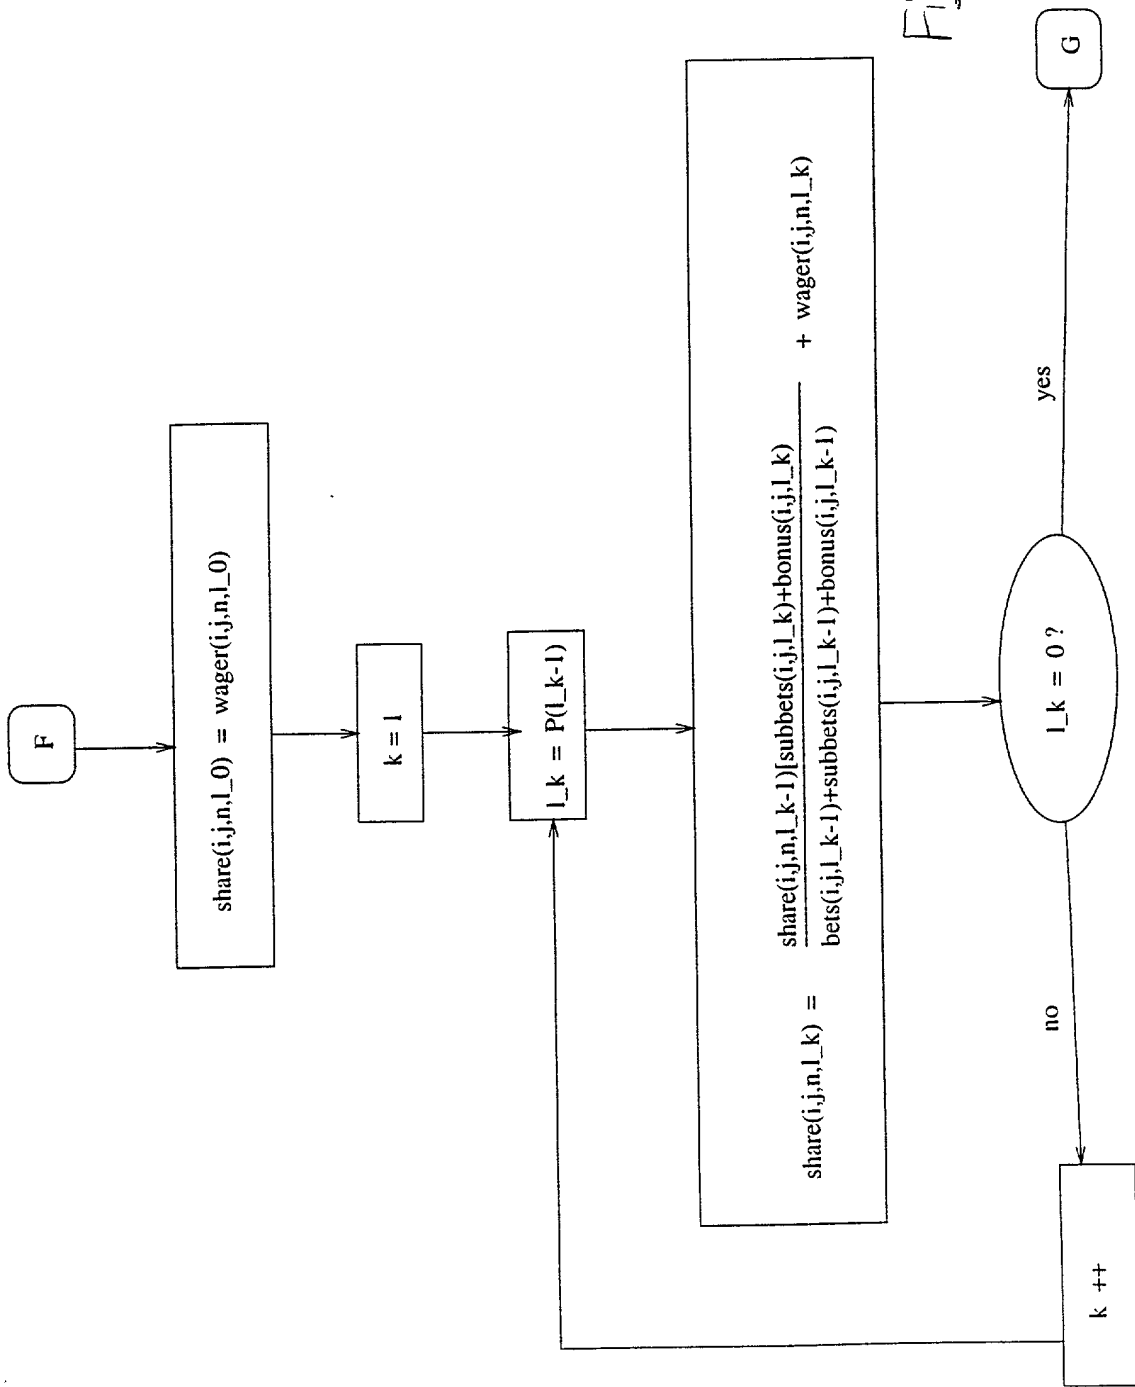 F
share(i,j,n,l_0) = wager(i,j,n,l_0)
k = 1
l_k = P(l_k-1)
share(i,j,n,l_k-1)[subbets(i,j,l_k)+bonus(i,j,l_k)
share(i,j,n,l_k) = + wager(i,j,n,l_k)
bets(i,j,l_k-1)+subbets(i,j,l_k-1)+bonus(i,j,l_k-1)
l_k = 0 ?
no
yes
k ++
G